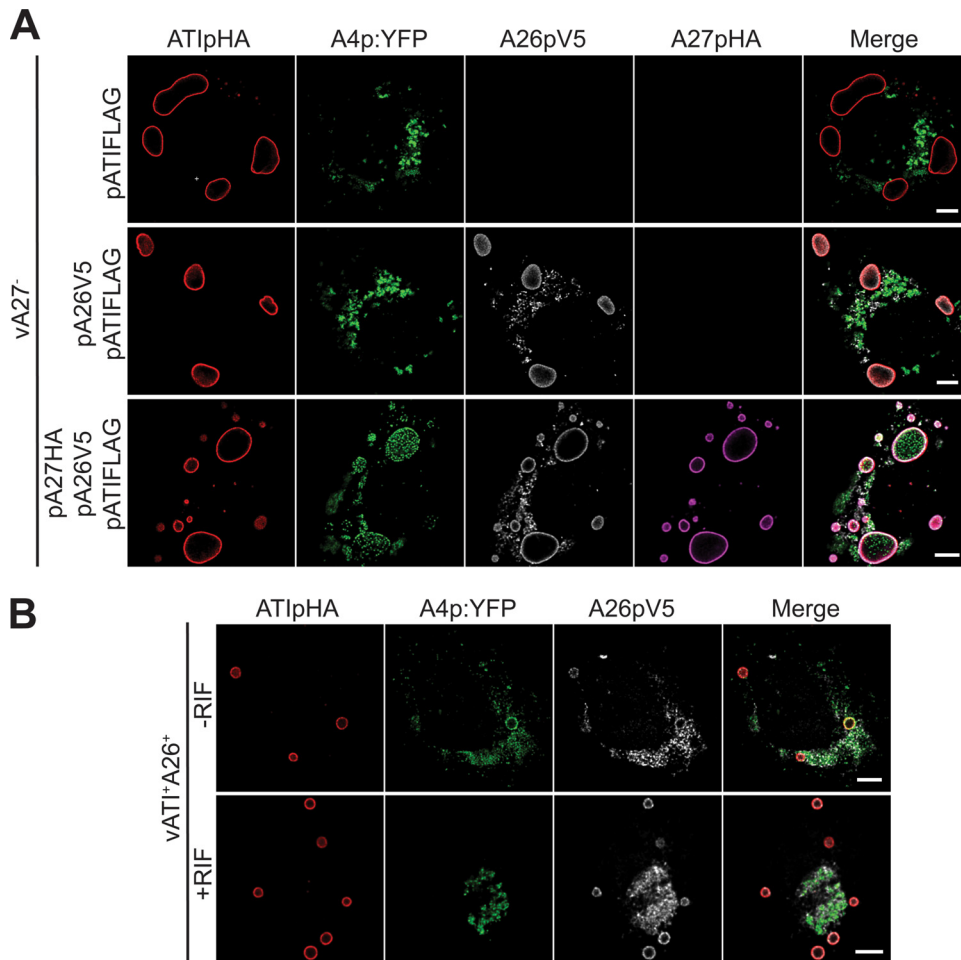 A
ATIpHA A4p:YFP A26pV5 A27pHA Merge
vA27-
pATIFLAG
pA26V5
pATIFLAG
pA27HA
pA26V5
pATIFLAG
B
ATIpHA A4p:YFP A26pV5 Merge
vATI+A26+
-RIF
+RIF